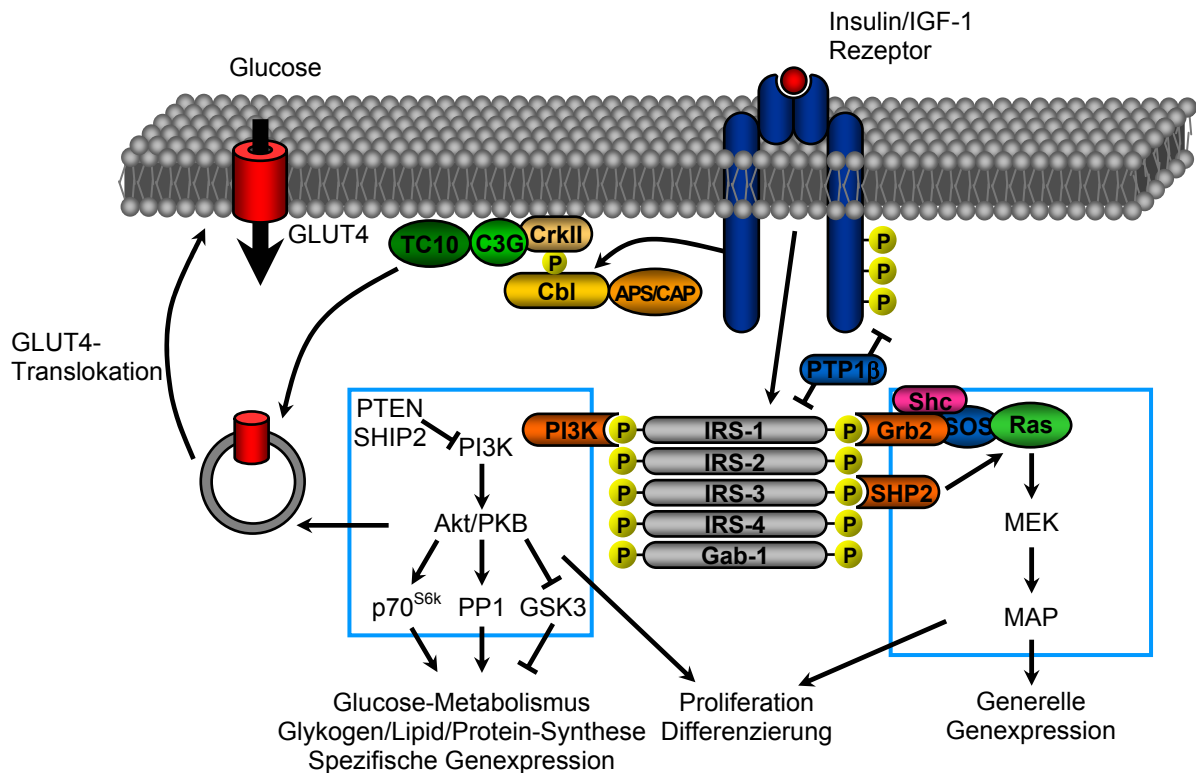 Insulin/IGF-1
Rezeptor
Glucose
GLUT4
TC10
C3G
CrkII
P
Cbl
APS/CAP
P
P
P
GLUT4-
Translokation
PTP1β
PTEN
SHIP2
PI3K
Akt/PKB
p70S6k PP1 GSK3
PI3K P IRS-1 P Grb2
Shc
SOS
Ras
P IRS-2 P
P IRS-3 P SHP2
P IRS-4 P
P Gab-1 P
MEK
MAP
Glucose-Metabolismus
Glykogen/Lipid/Protein-Synthese
Spezifische Genexpression
Proliferation
Differenzierung
Generelle
Genexpression